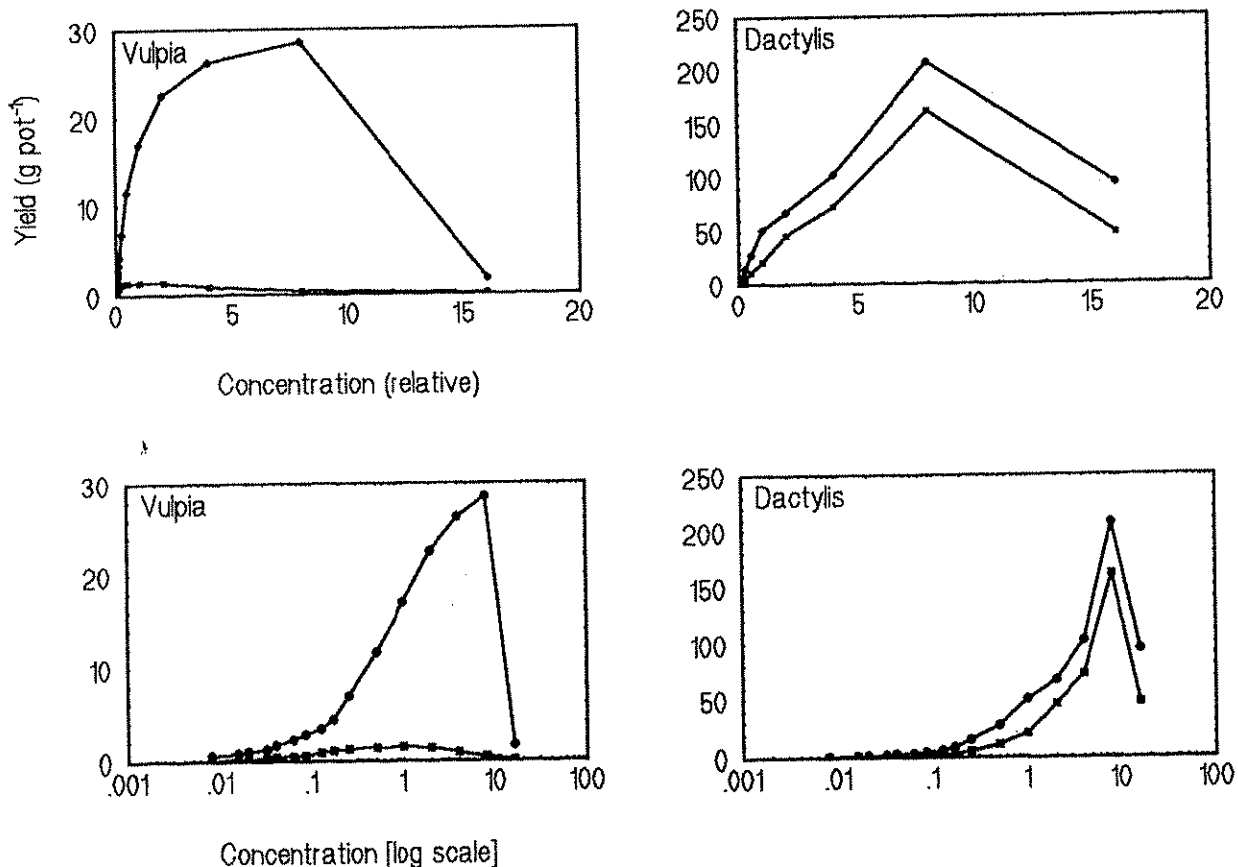 30
20
10
0
Vulpia
Yield (g pot⁻¹)
0 5 10 15 20
Concentration (relative)
250
200
150
100
50
0
Dactylis
0 5 10 15 20
30
20
10
0
Vulpia
.001 .01 .1 1 10 100
Concentration [log scale]
250
200
150
100
50
0
Dactylis
.001 .01 .1 1 10 100